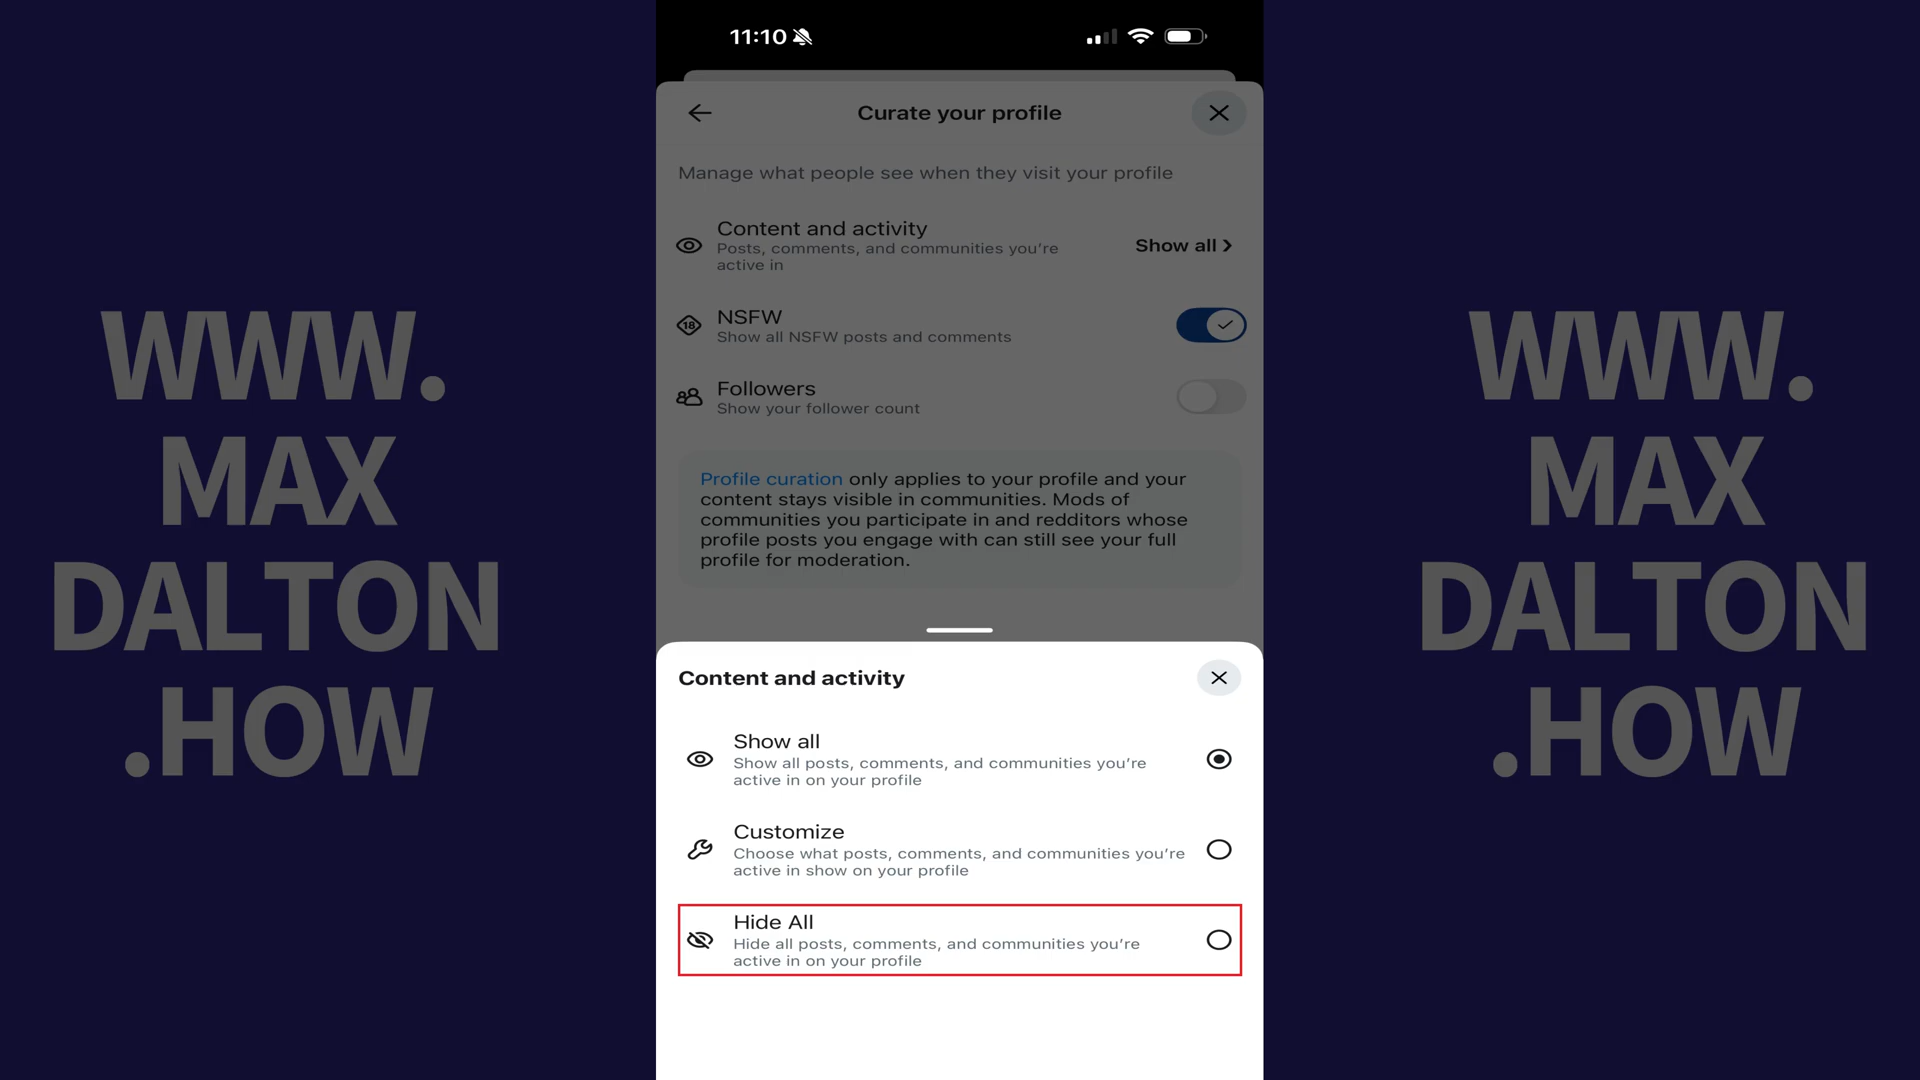 WWW.
MAX
DALTON
.HOW
11:10
Curate your profile
Manage what people see when they visit your profile
Content and activity
Posts, comments, and communities you’re
active in
Show all
18
NSFW
Show all NSFW posts and comments
Followers
Show your follower count
Profile curation only applies to your profile and your
content stays visible in communities. Mods of
communities you participate in and redditors whose
profile posts you engage with can still see your full
profile for moderation.
Content and activity
Show all
Show all posts, comments, and communities you’re
active in on your profile
Customize
Choose what posts, comments, and communities you’re
active in show on your profile
Hide All
Hide all posts, comments, and communities you’re
active in on your profile
WWW.
MAX
DALTON
.HOW